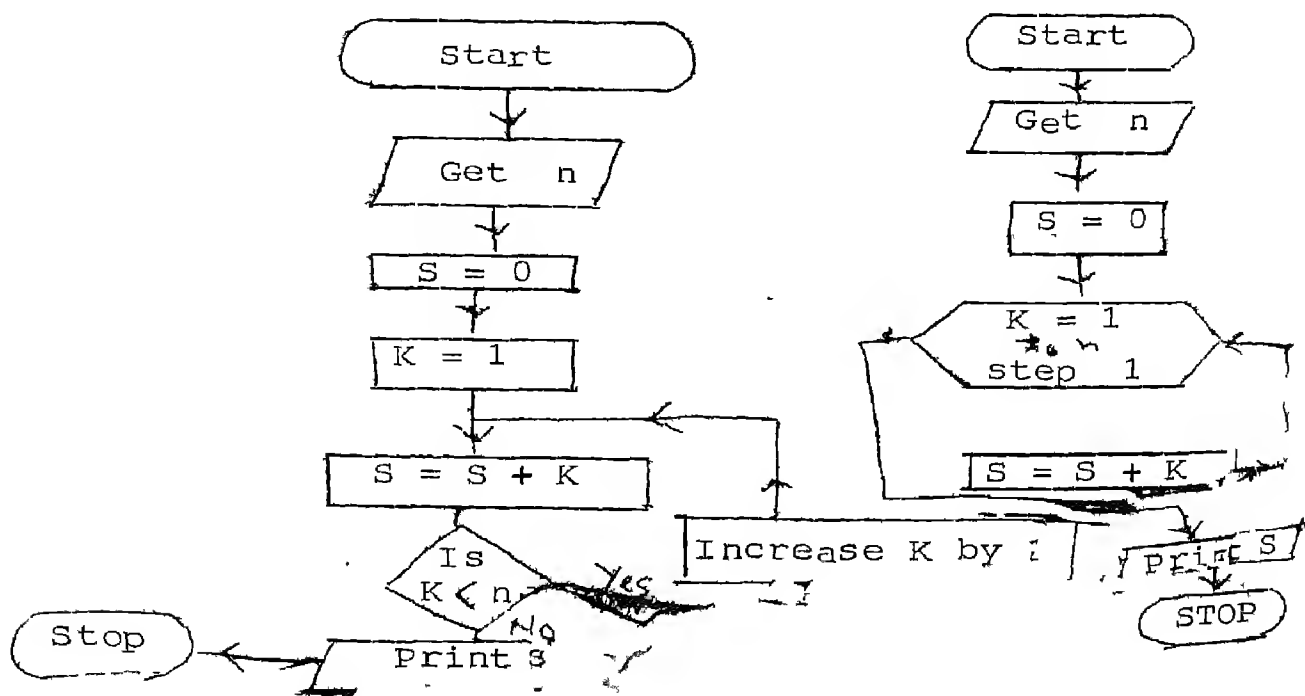 Start
Get n
S = 0
K = 1
S = S + K
Is
K < n
Yes
No
Increase K by
Print s
Stop
Start
Get n
S = 0
K = 1
to n
step 1
S = S + K
Print S
STOP